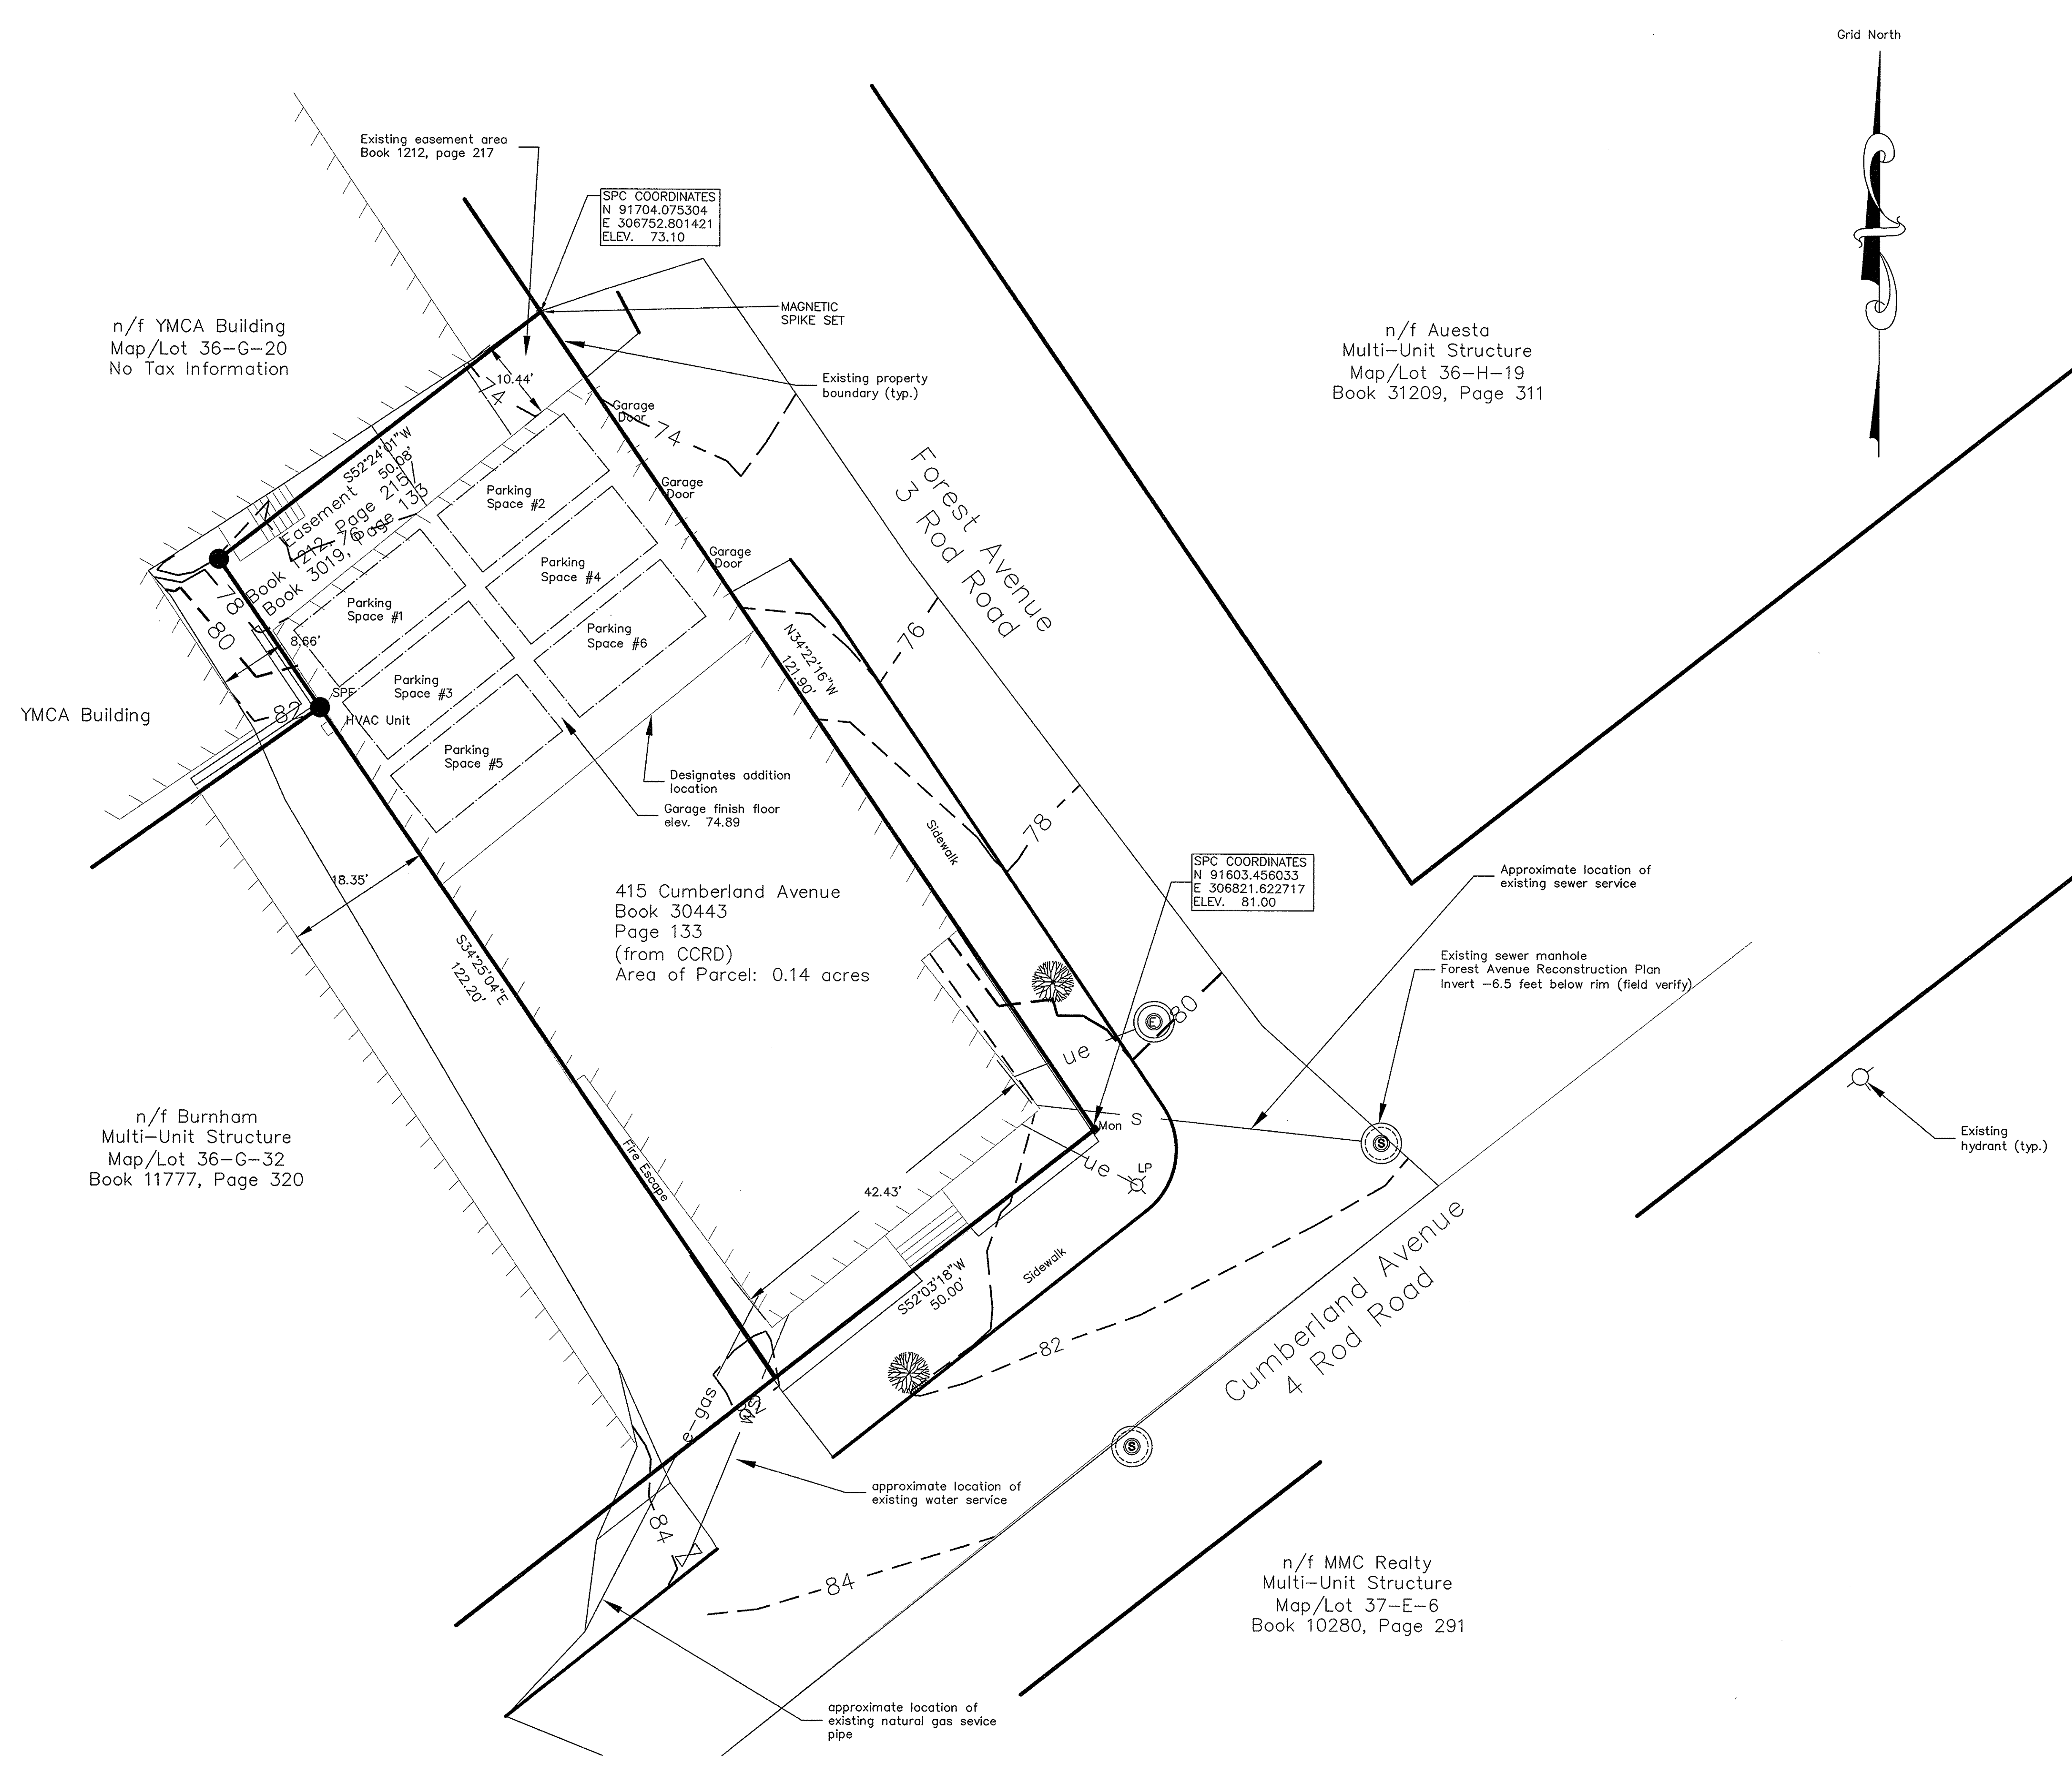 Grid North
Existing easement area
Book 1212, page 217
SPC COORDINATES
N 91704.075304
E 306752.801421
ELEV. 73.10
MAGNETIC
SPIKE SET
n/f YMCA Building
Map/Lot 36-G-20
No Tax Information
n/f Auesta
Multi-Unit Structure
Map/Lot 36-H-19
Book 31209, Page 311
Existing property
boundary (typ.)
10.44'
74
Garage
Door
74
S52°24'01"W
50.08'
Easement
Book 1212, Page 215
Book 3019, page 133
76
Parking
Space #2
Garage
Door
Forest Avenue
3 Rod Road
Garage
Door
Parking
Space #4
Parking
Space #1
Parking
Space #6
78
80
8.66'
76
N34°22'16"W
121.90'
Parking
Space #3
SPF
82
HVAC Unit
YMCA Building
Parking
Space #5
Designates addition
location
Garage finish floor
elev. 74.89
78
Sidewalk
18.35'
415 Cumberland Avenue
Book 30443
Page 133
(from CCRD)
Area of Parcel: 0.14 acres
SPC COORDINATES
N 91603.456033
E 306821.622717
ELEV. 81.00
Approximate location of
existing sewer service
Existing sewer manhole
Forest Avenue Reconstruction Plan
Invert -6.5 feet below rim (field verify)
S34°25'04"E
122.20'
E
80
ue
S
Mon
S
ue
LP
Existing
hydrant (typ.)
n/f Burnham
Multi-Unit Structure
Map/Lot 36-G-32
Book 11777, Page 320
Fire Escape
42.43'
S52°03'18"W
50.00'
Sidewalk
Cumberland Avenue
4 Rod Road
82
e-gas
82
S
approximate location of
existing water service
84
84
n/f MMC Realty
Multi-Unit Structure
Map/Lot 37-E-6
Book 10280, Page 291
approximate location of
existing natural gas sevice
pipe